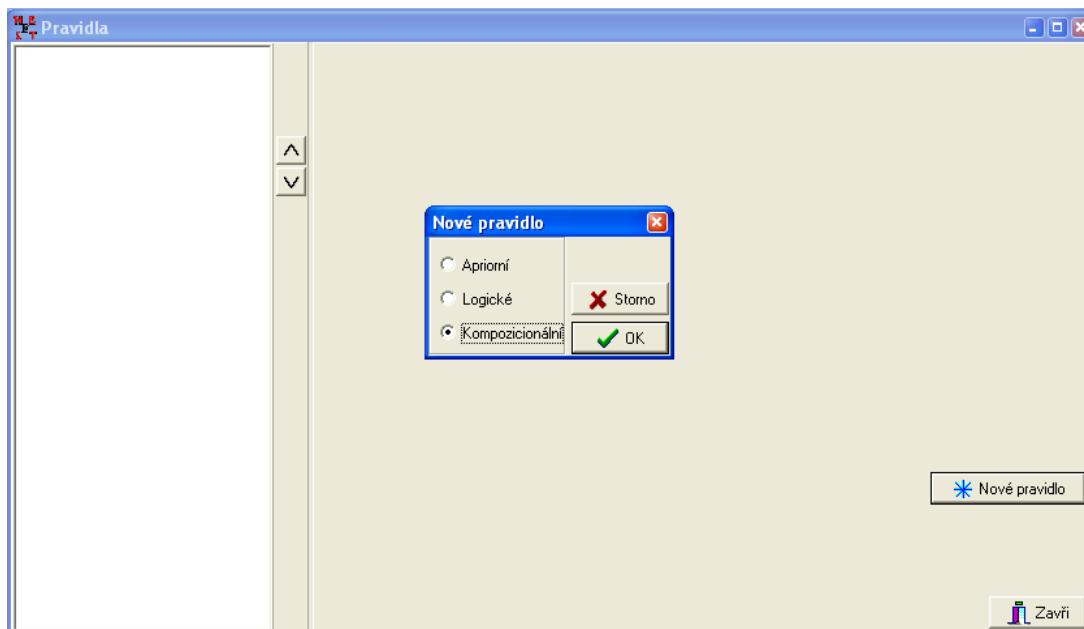 Pravidla
Nové pravidlo
Apriorní
Logické
Kompozicionální
Storno
OK
Nové pravidlo
Zavři